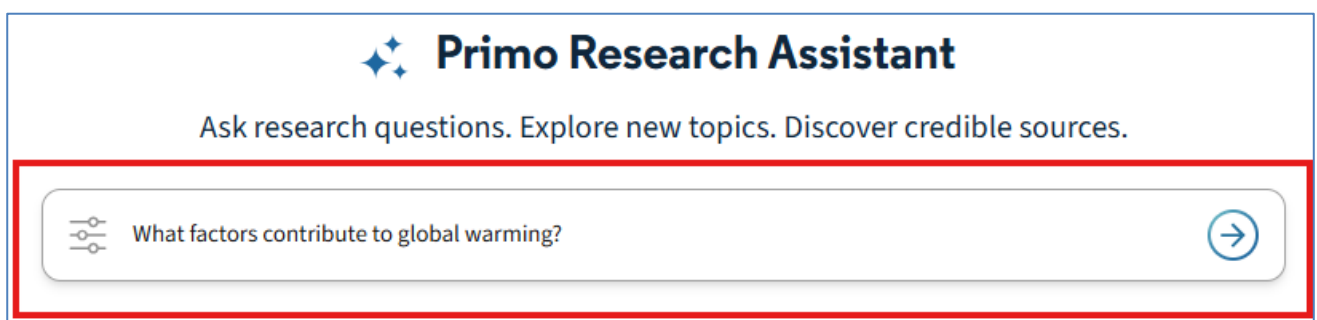 Primo Research Assistant
Ask research questions. Explore new topics. Discover credible sources.
What factors contribute to global warming?